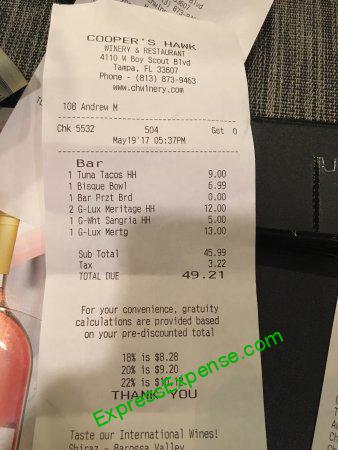 COOPER'S HAWK
WINERY & RESTAURANT
4110 W Boy Scout Blvd
Tampa, FL 33607
Phone - (813) 873-9463
www.chwinery.com
108 Andrew M
Chk 5532 504 Gst 0
May19'17 05:37PM
Bar
1 Tuna Tacos HH 9.00
1 Bisque Bowl 6.99
1 Bar Przt Brd 0.00
2 G-Lux Meritage HH 12.00
1 G-Wht Sangria HH 5.00
1 G-Lux Mertg 13.00
Sub Total 45.99
Tax 3.22
TOTAL DUE 49.21
For your convenience, gratuity
calculations are provided based
on your pre-discounted total
18% is $8.28
20% is $9.20
22% is
THANK YOU
ExpressExpense.com
Taste our International Wines!
Shiraz - Barossa Valley